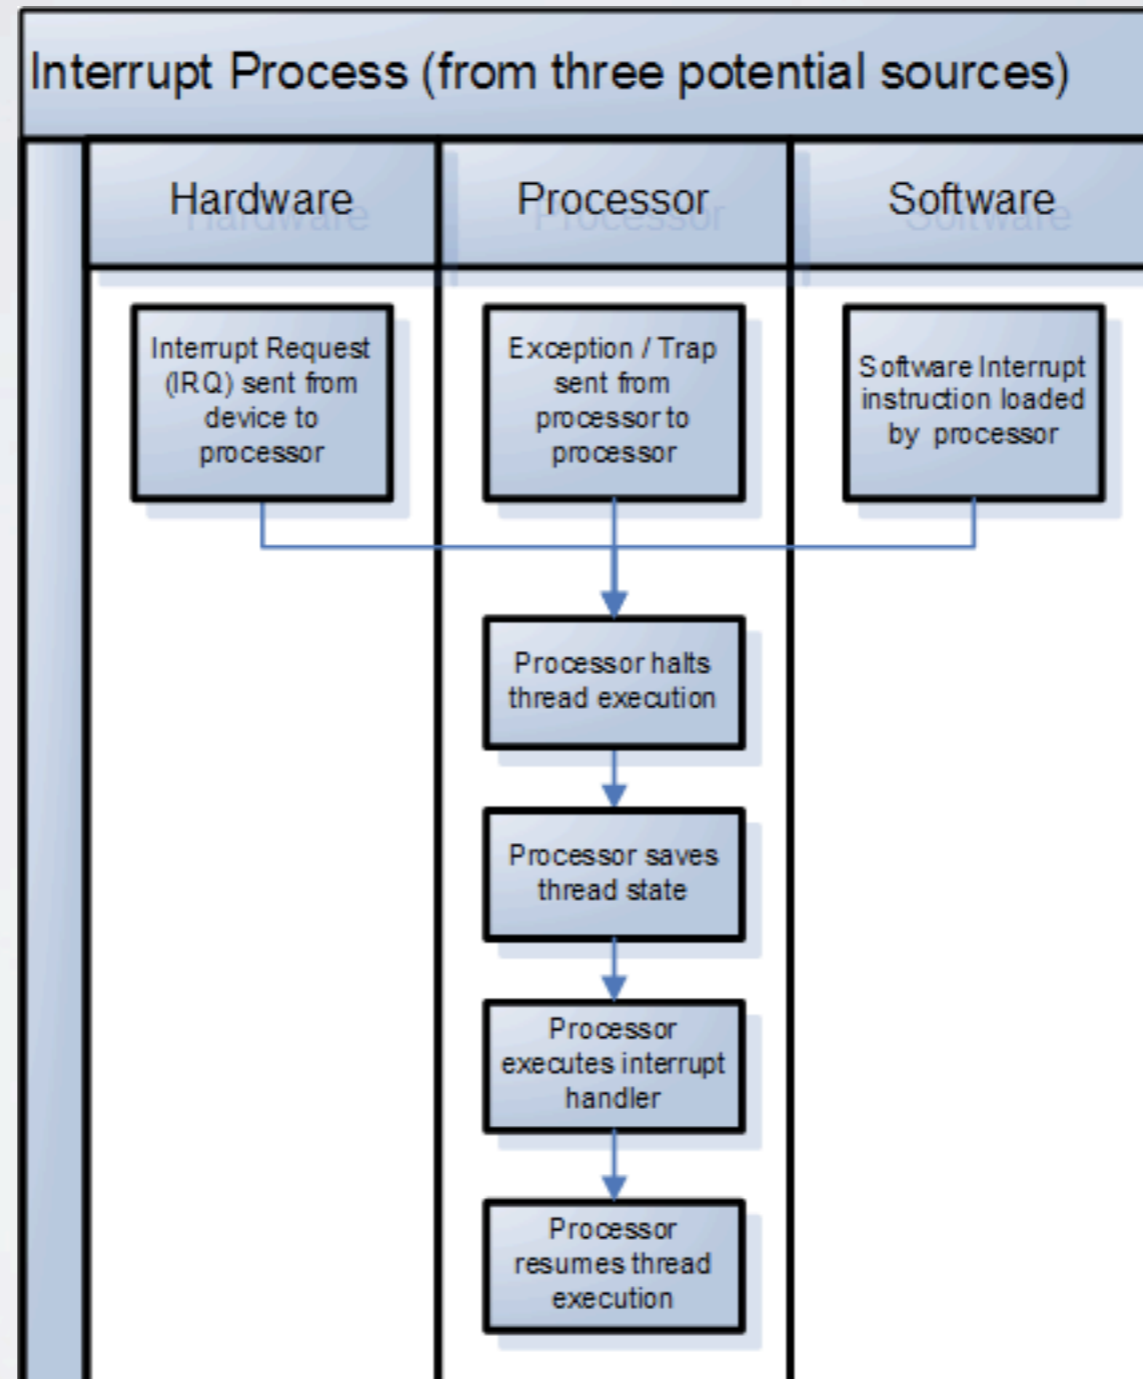 Interrupt Process (from three potential sources)
Hardware
Processor
Software
Interrupt Request
(IRQ) sent from
device to
processor
Exception / Trap
sent from
processor to
processor
Software Interrupt
instruction loaded
by processor
Processor halts
thread execution
Processor saves
thread state
Processor
executes interrupt
handler
Processor
resumes thread
execution